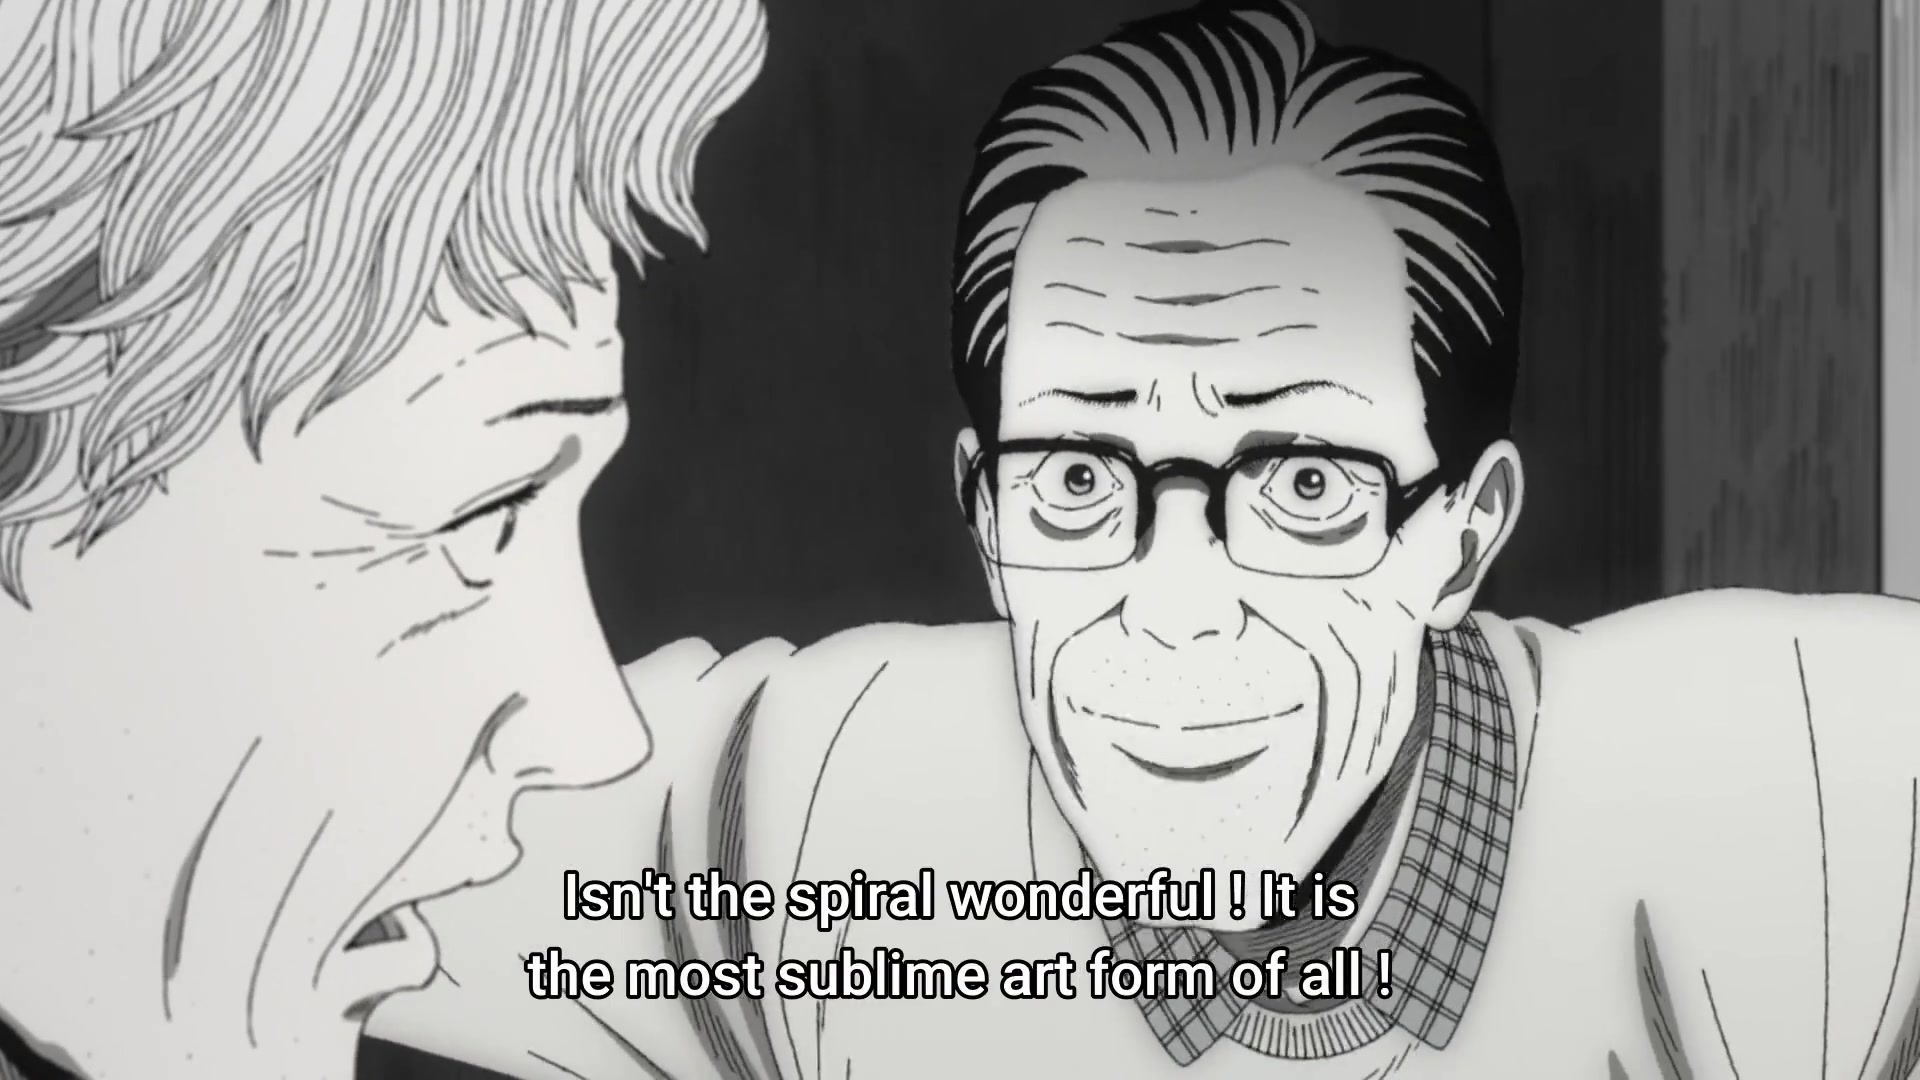 Isn't the spiral wonderful ! It is
the most sublime art form of all !